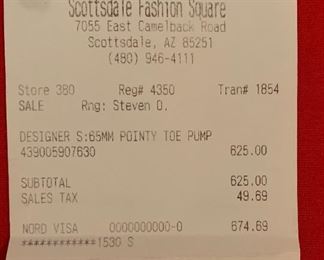 Scottsdale Fashion Square
7055 East Camelback Road
Scottsdale, AZ 85251
(480) 946-4111
Store 380 Reg# 4350 Tran# 1854
SALE Rng: Steven O.
DESIGNER S:65MM POINTY TOE PUMP
439005907630 625.00
SUBTOTAL 625.00
SALES TAX 49.69
NORD VISA 0000000000-0 674.69
************1530 S